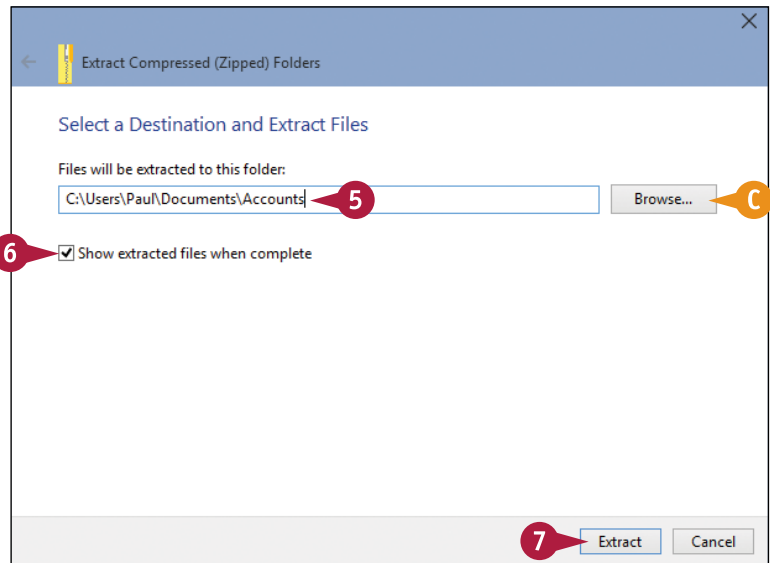 Extract Compressed (Zipped) Folders
Select a Destination and Extract Files
Files will be extracted to this folder:
C:\Users\Paul\Documents\Accounts 5 Browse... C
6 Show extracted files when complete
7 Extract Cancel